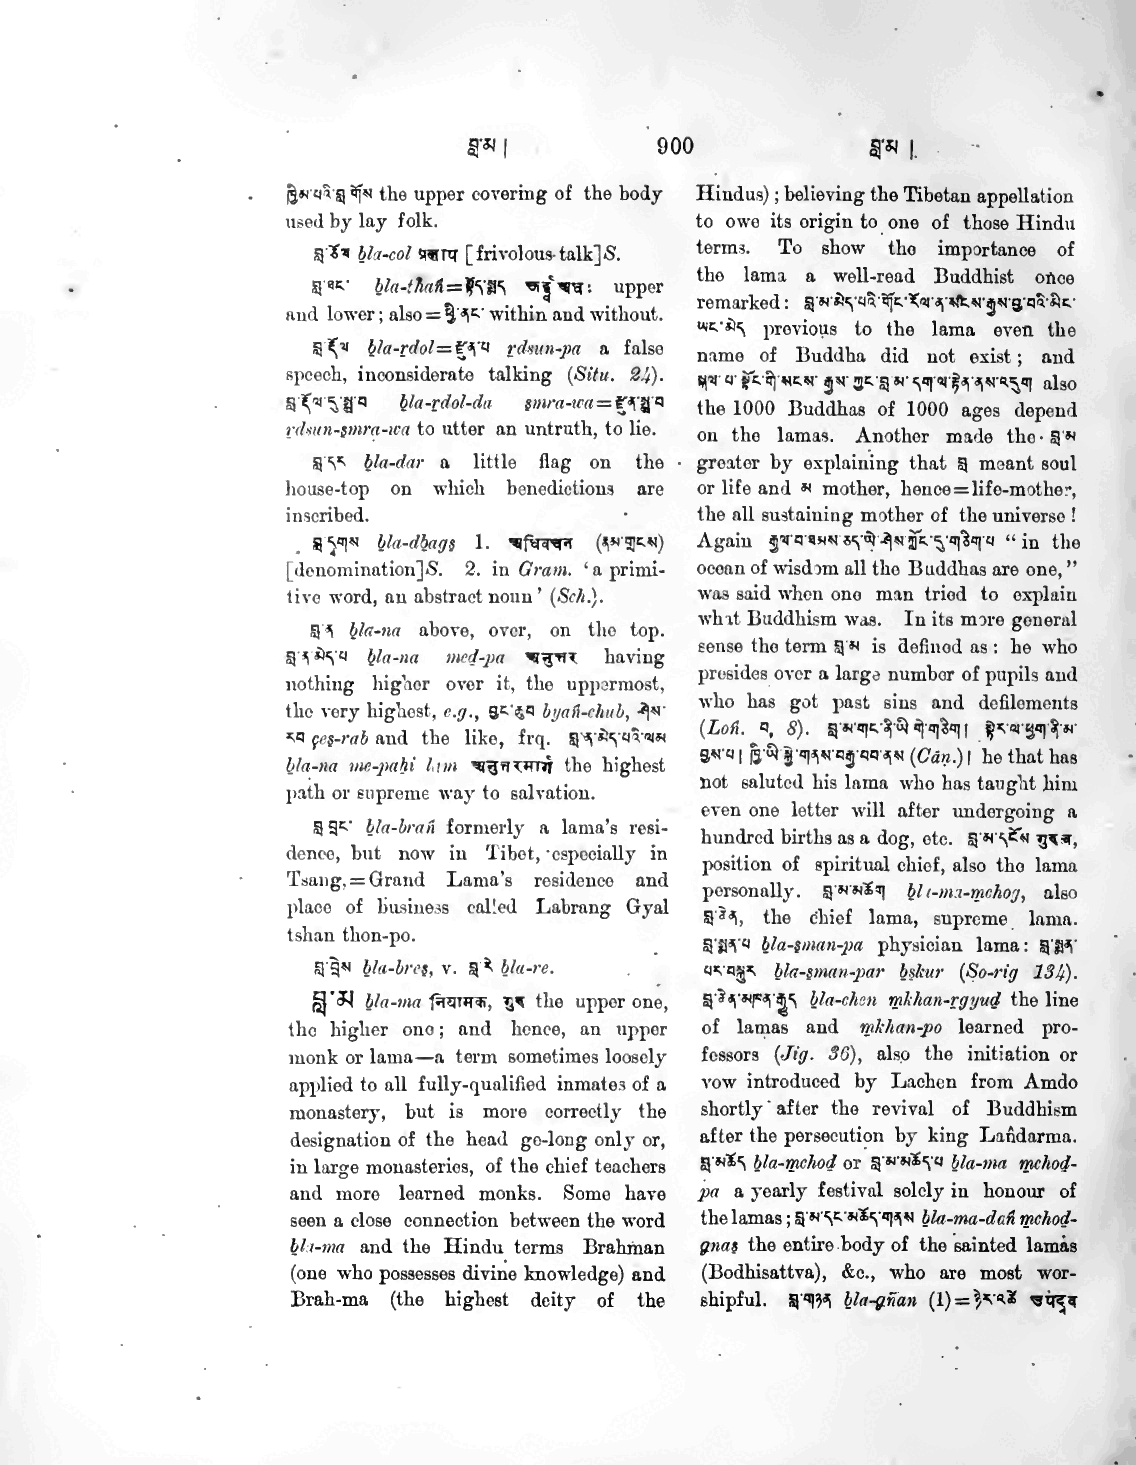 བླ་མ།
900
བླ་མ།
ཁྱིམ་པའི་བླ་གོས the upper covering of the body
used by lay folk.
བླ་ཅོལ bla-col प्रलाप [frivolous talk]S.
བླ་ཐང་ bla-thañ= ऊर्द्ध्व अधः upper
and lower; also=ཕྱི་ནང་ within and without.
བླ་རྡོལ bla-rdol=རྫུན་པ rdsun-pa a false
speech, inconsiderate talking (Situ. 24).
བླ་རྡོལ་དུ་སྨྲ་བ bla-rdol-du smra-wa=རྫུན་སྨྲ་བ
rdsun-smra-wa to utter an untruth, to lie.
བླ་དར bla-dar a little flag on the
house-top on which benedictions are
inscribed.
བླ་དྭགས bla-dbags 1. अधिवचन (ནམ་གྲངས)
[denomination]S. 2. in Gram. ‘a primi-
tive word, an abstract noun’ (Sch.).
བླ་ན bla-na above, over, on the top.
བླ་ན་མེད་པ bla-na med-pa अनुत्तर having
nothing higher over it, the uppermost,
the very highest, e.g., བྱང་ཆུབ byañ-chub, ཤེས་
རབ çes-rab and the like, frq. བླ་ན་མེད་པའི་ལམ
bla-na me-pahi lam अनुत्तरमार्ग the highest
path or supreme way to salvation.
བླ་བྲང་ bla-brañ formerly a lama's resi-
dence, but now in Tibet, especially in
Tsang,=Grand Lama's residence and
place of business called Labrang Gyal
tshan thon-po.
བླ་བྲེས bla-bres, v. བླ་རེ bla-re.
བླ་མ bla-ma नियामक, गुरु the upper one,
the higher one; and hence, an upper
monk or lama—a term sometimes loosely
applied to all fully-qualified inmates of a
monastery, but is more correctly the
designation of the head ge-long only or,
in large monasteries, of the chief teachers
and more learned monks. Some have
seen a close connection between the word
bla-ma and the Hindu terms Brahman
(one who possesses divine knowledge) and
Brah-ma (the highest deity of the
Hindus); believing the Tibetan appellation
to owe its origin to one of those Hindu
terms. To show the importance of
the lama a well-read Buddhist once
remarked: བླ་མ་མེད་པའི་གོང་རོལ་ན་སངས་རྒྱས་བྱ་བའི་མིང་
ཡང་མེད previous to the lama even the
name of Buddha did not exist; and
སྐལ་པ་སྟོང་གི་སངས་རྒྱས་ཀྱང་བླ་མ་དག་ལ་རྟེན་ནས་འདུག also
the 1000 Buddhas of 1000 ages depend
on the lamas. Another made the བླ་མ
greater by explaining that བླ meant soul
or life and མ mother, hence=life-mother,
the all sustaining mother of the universe!
Again རྒྱལ་བ་ཐམས་ཅད་ཡེ་ཤེས་ཀློང་དུ་གཅིག་པ “in the
ocean of wisdom all the Buddhas are one,”
was said when one man tried to explain
what Buddhism was. In its more general
sense the term བླ་མ is defined as: he who
presides over a large number of pupils and
who has got past sins and defilements
(Loñ. བ, 8). བླ་མ་གང་ནི་ཡི་གེ་གཅིག། སྟེར་ལ་ཕྱག་ནི་མ་
བྱས་པ། ཁྱི་ཡི་སྐྱེ་གནས་བརྒྱ་བབ་ནས (Cân.)། he that has
not saluted his lama who has taught him
even one letter will after undergoing a
hundred births as a dog, etc. བླ་མ་དངོས
position of spiritual chief, also the lama
personally. བླ་མ་མཆོག bla-ma-mchog, also
བླ་ཆེན, the chief lama, supreme lama.
བླ་སྨན་པ bla-sman-pa physician lama: བླ་སྨན་
པར་བསྐུར bla-sman-par bskur (So-rig 134).
བླ་ཆེན་མཁན་རྒྱུད bla-chen mkhan-rgyud the line
of lamas and mkhan-po learned pro-
fessors (Jig. 36), also the initiation or
vow introduced by Lachen from Amdo
shortly after the revival of Buddhism
after the persecution by king Lañdarma.
བླ་མཆོད bla-mchod or བླ་མ་མཆོད་པ bla-ma mchod-
pa a yearly festival solely in honour of
the lamas; བླ་མ་དང་མཆོད་གནས bla-ma-dañ mchod-
gnas the entire body of the sainted lamas
(Bodhisattva), &c., who are most wor-
shipful. བླ་གཉན bla-gñan (1)=ཉེར་འཚེ उपद्रव